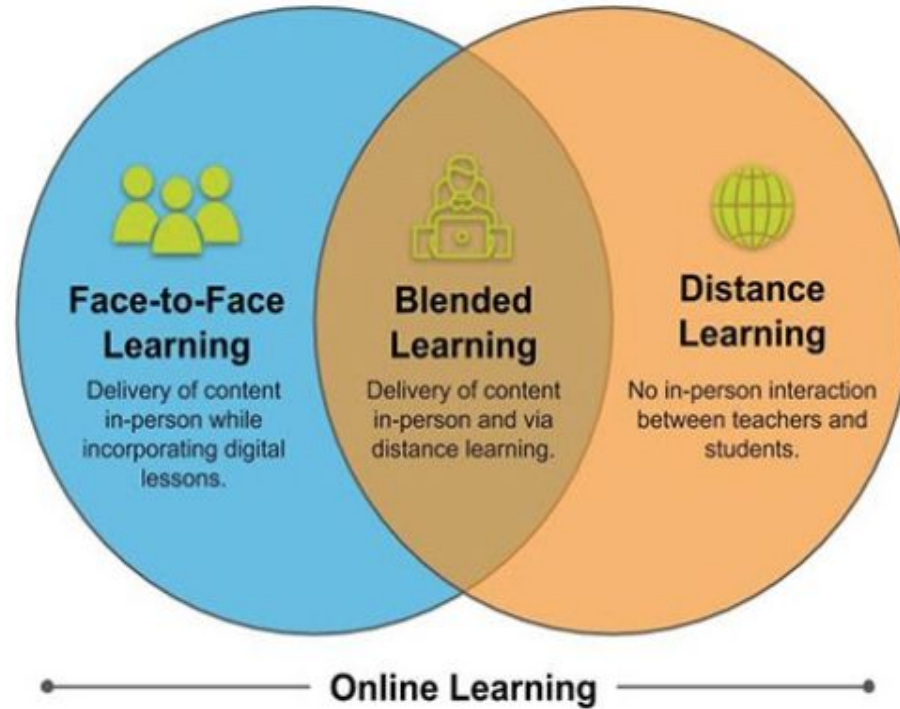 Face-to-Face
Learning
Delivery of content
in-person while
incorporating digital
lessons.
Blended
Learning
Delivery of content
in-person and via
distance learning.
Distance
Learning
No in-person interaction
between teachers and
students.
Online Learning